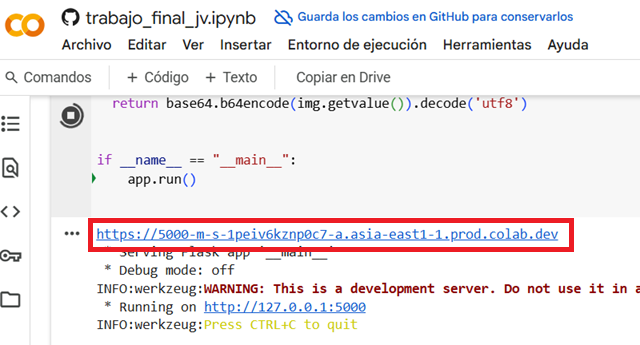 trabajo_final_jv.ipynb
Guarda los cambios en GitHub para conservarlos
Archivo Editar Ver Insertar Entorno de ejecución Herramientas Ayuda
Comandos + Código + Texto Copiar en Drive
return base64.b64encode(img.getvalue()).decode('utf8')
if __name__ == "__main__":
app.run()
https://5000-m-s-1peiv6kznp0c7-a.asia-east1-1.prod.colab.dev
* Serving Flask app '__main__'
* Debug mode: off
INFO:werkzeug:WARNING: This is a development server. Do not use it in a
* Running on http://127.0.0.1:5000
INFO:werkzeug:Press CTRL+C to quit